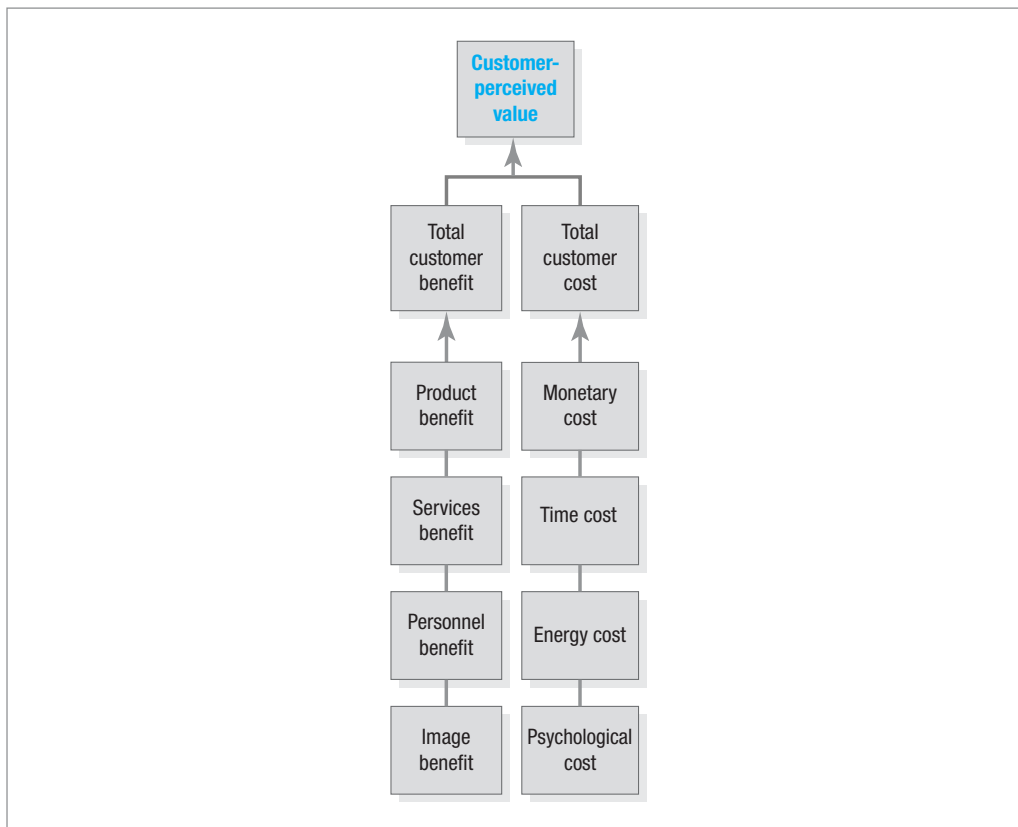 Customer-
perceived
value
Total
customer
benefit
Total
customer
cost
Product
benefit
Monetary
cost
Services
benefit
Time cost
Personnel
benefit
Energy cost
Image
benefit
Psychological
cost